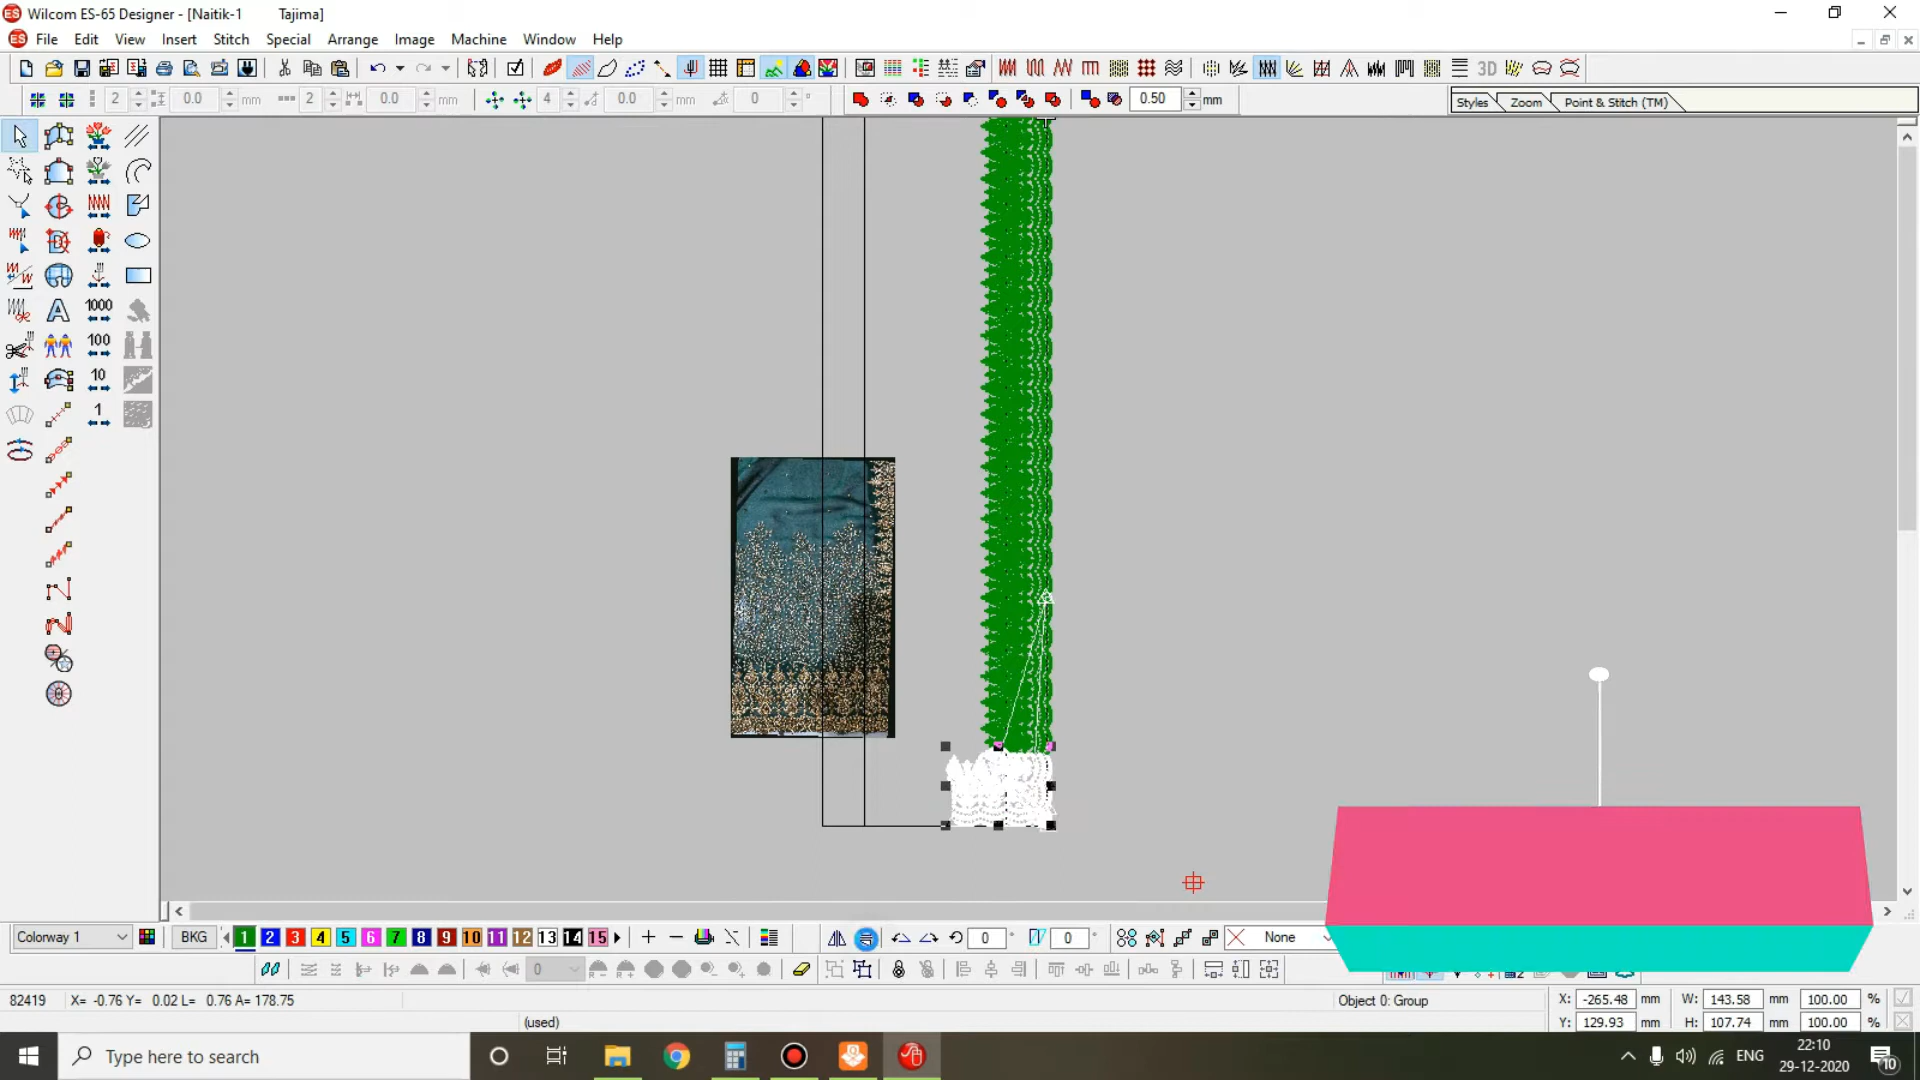 Wilcom ES-65 Designer - [Naitik-1 Tajima]
File Edit View Insert Stitch Special Arrange Image Machine Window Help
2 0.0 mm 2 0.0 mm 4 0.0 mm 0 ° 0.50 mm
Styles Zoom Point & Stitch (TM)
1000
100
10
1
3D
Colorway 1 BKG 1 2 3 4 5 6 7 8 9 10 11 12 13 14 15 0 ° 0 ° None
0
82419 X= -0.76 Y= 0.02 L= 0.76 A= 178.75 Object 0: Group X: -265.48 mm W: 143.58 mm 100.00 %
(used) Y: 129.93 mm H: 107.74 mm 100.00 %
Type here to search
ENG
22:10
29-12-2020
10